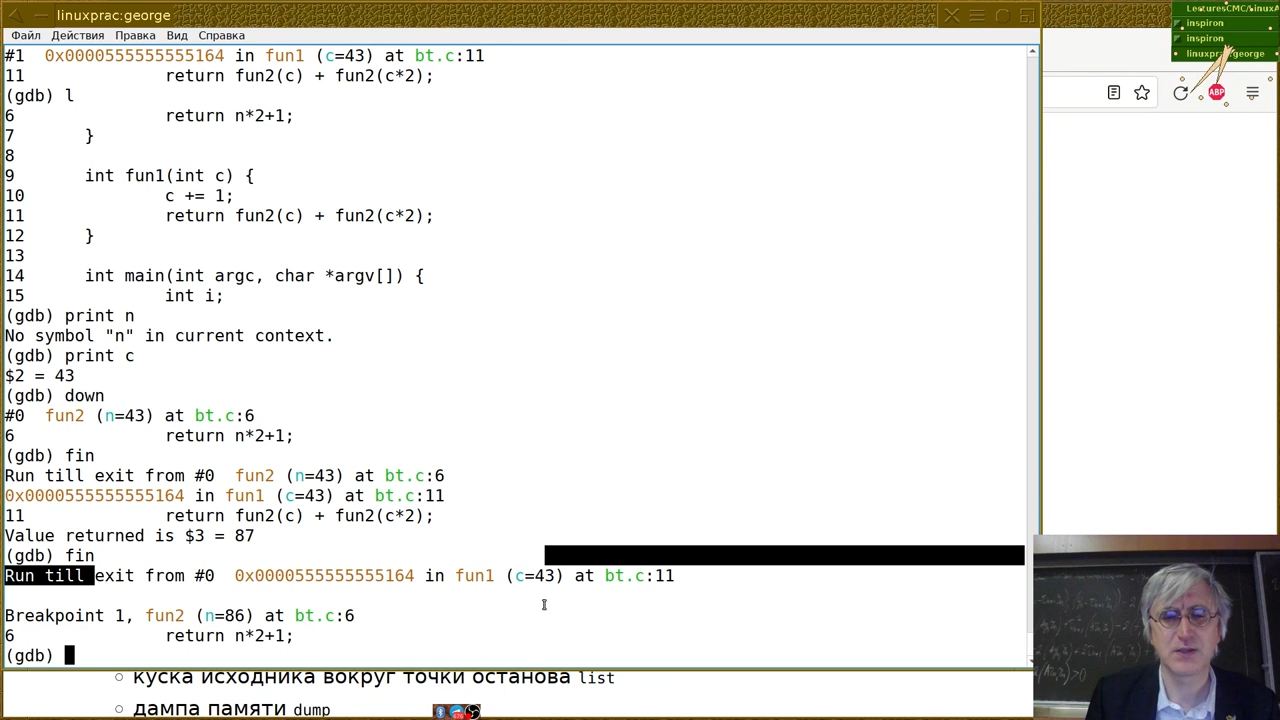 linuxprac:george
Файл Действия Правка Вид Справка
#1  0x0000555555555164 in fun1 (c=43) at bt.c:11
11              return fun2(c) + fun2(c*2);
(gdb) l
6               return n*2+1;
7       }
8
9       int fun1(int c) {
10              c += 1;
11              return fun2(c) + fun2(c*2);
12      }
13
14      int main(int argc, char *argv[]) {
15              int i;
(gdb) print n
No symbol "n" in current context.
(gdb) print c
$2 = 43
(gdb) down
#0  fun2 (n=43) at bt.c:6
6               return n*2+1;
(gdb) fin
Run till exit from #0  fun2 (n=43) at bt.c:6
0x0000555555555164 in fun1 (c=43) at bt.c:11
11              return fun2(c) + fun2(c*2);
Value returned is $3 = 87
(gdb) fin
Run till exit from #0  0x0000555555555164 in fun1 (c=43) at bt.c:11
Breakpoint 1, fun2 (n=86) at bt.c:6
6               return n*2+1;
(gdb)
куска исходника вокруг точки останова list
дампа памяти dump
LecturesCMC/LinuxA
inspiron
inspiron
linuxprac:george
ABP